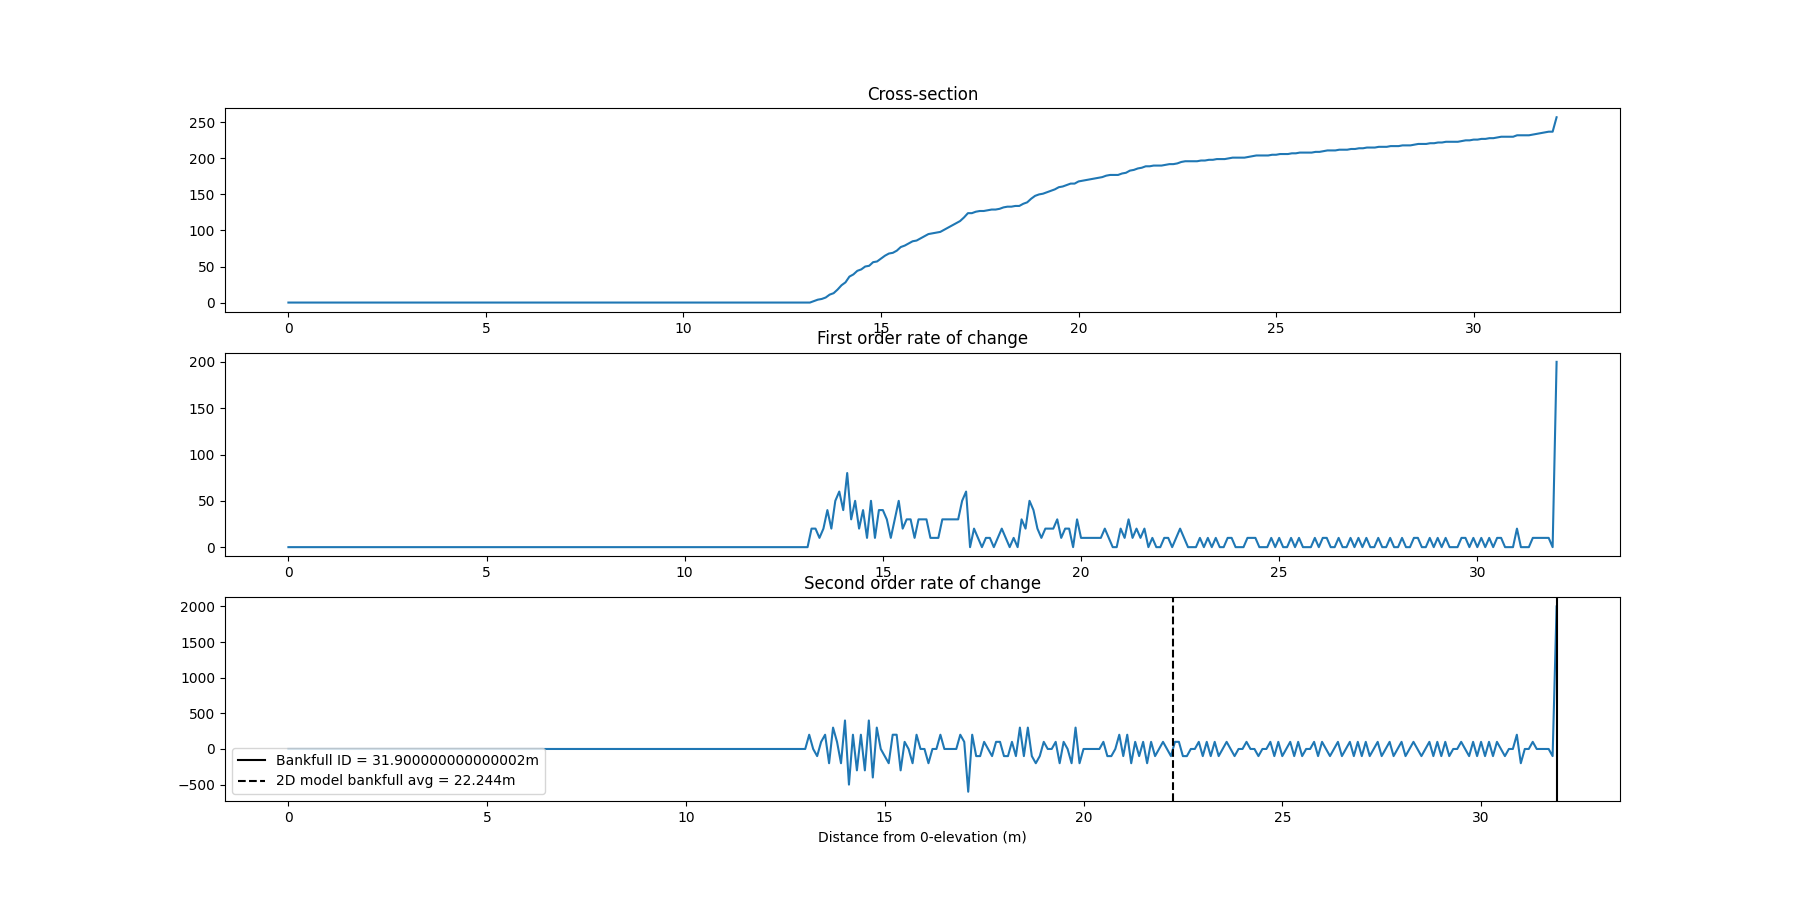 Cross-section
250
200
150
100
50
0
0 5 10 15 20 25 30
First order rate of change
200
150
100
50
0
0 5 10 15 20 25 30
Second order rate of change
2000
1500
1000
500
0
−500
Bankfull ID = 31.900000000000002m
2D model bankfull avg = 22.244m
0 5 10 15 20 25 30
Distance from 0-elevation (m)